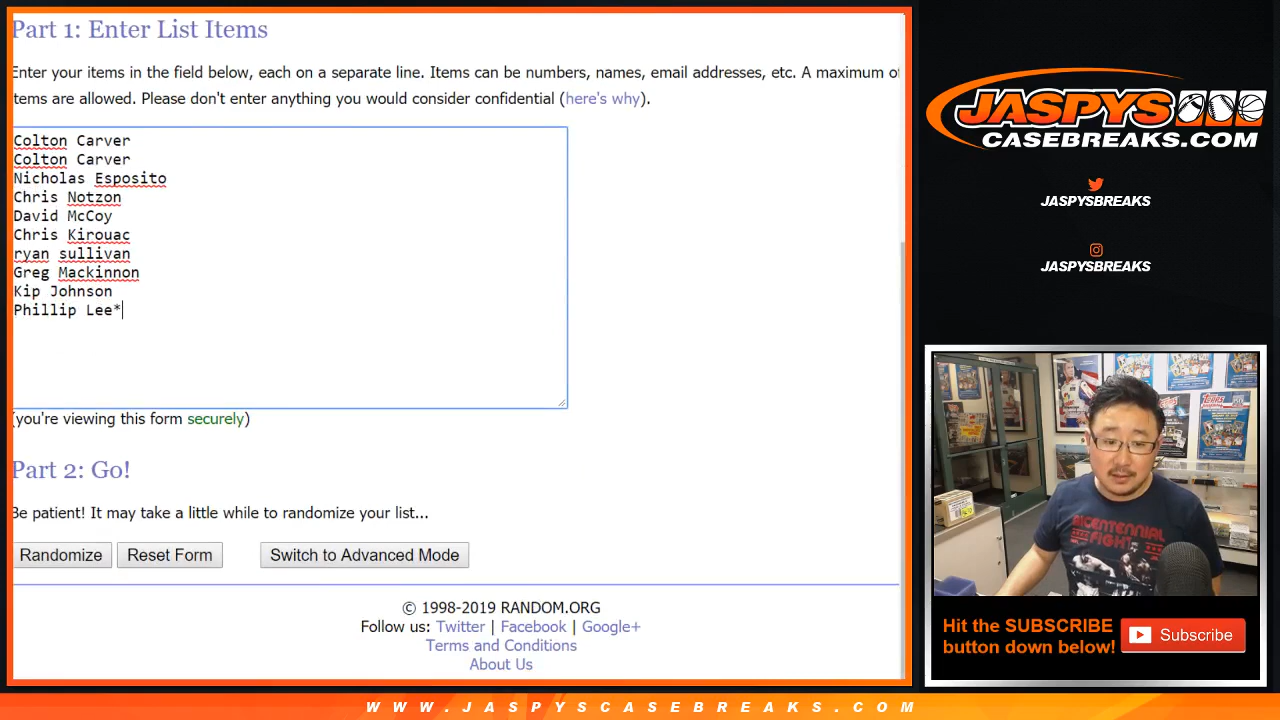 Part 1: Enter List Items
Enter your items in the field below, each on a separate line. Items can be numbers, names, email addresses, etc. A maximum of
items are allowed. Please don't enter anything you would consider confidential (here's why).
Colton Carver
Colton Carver
Nicholas Esposito
Chris Notzon
David McCoy
Chris Kirouac
ryan sullivan
Greg Mackinnon
Kip Johnson
Phillip Lee*
(you're viewing this form securely)
Part 2: Go!
Be patient! It may take a little while to randomize your list...
Randomize
Reset Form
Switch to Advanced Mode
© 1998-2019 RANDOM.ORG
Follow us: Twitter | Facebook | Google+
Terms and Conditions
About Us
JASPYS
CASEBREAKS.COM
JASPYSBREAKS
JASPYSBREAKS
BICENTENNIAL
FIGHT
Hit the SUBSCRIBE
button down below!
Subscribe
WWW.JASPYSCASEBREAKS.COM